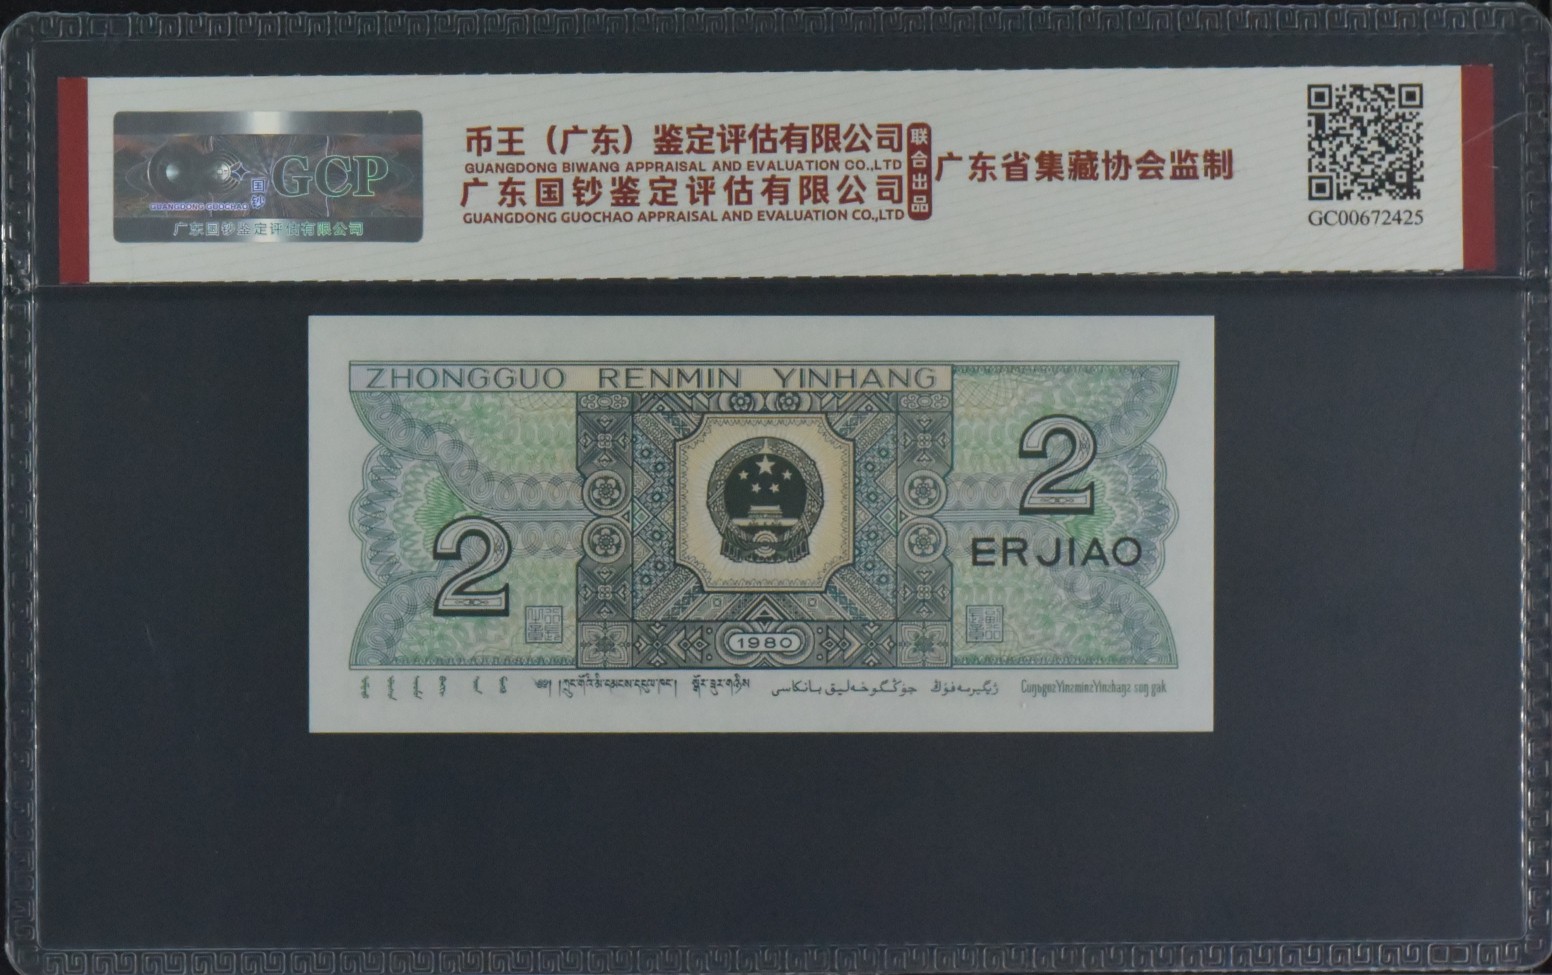 GCP
国钞
GUANGDONG GUOCHAO
广东国钞鉴定评估有限公司
币王（广东）鉴定评估有限公司
GUANGDONG BIWANG APPRAISAL AND EVALUATION CO.,LTD
广东国钞鉴定评估有限公司
GUANGDONG GUOCHAO APPRAISAL AND EVALUATION CO.,LTD
联合出品
广东省集藏协会监制
GC00672425
ZHONGGUO RENMIN YINHANG
2
2
ERJIAO
1980